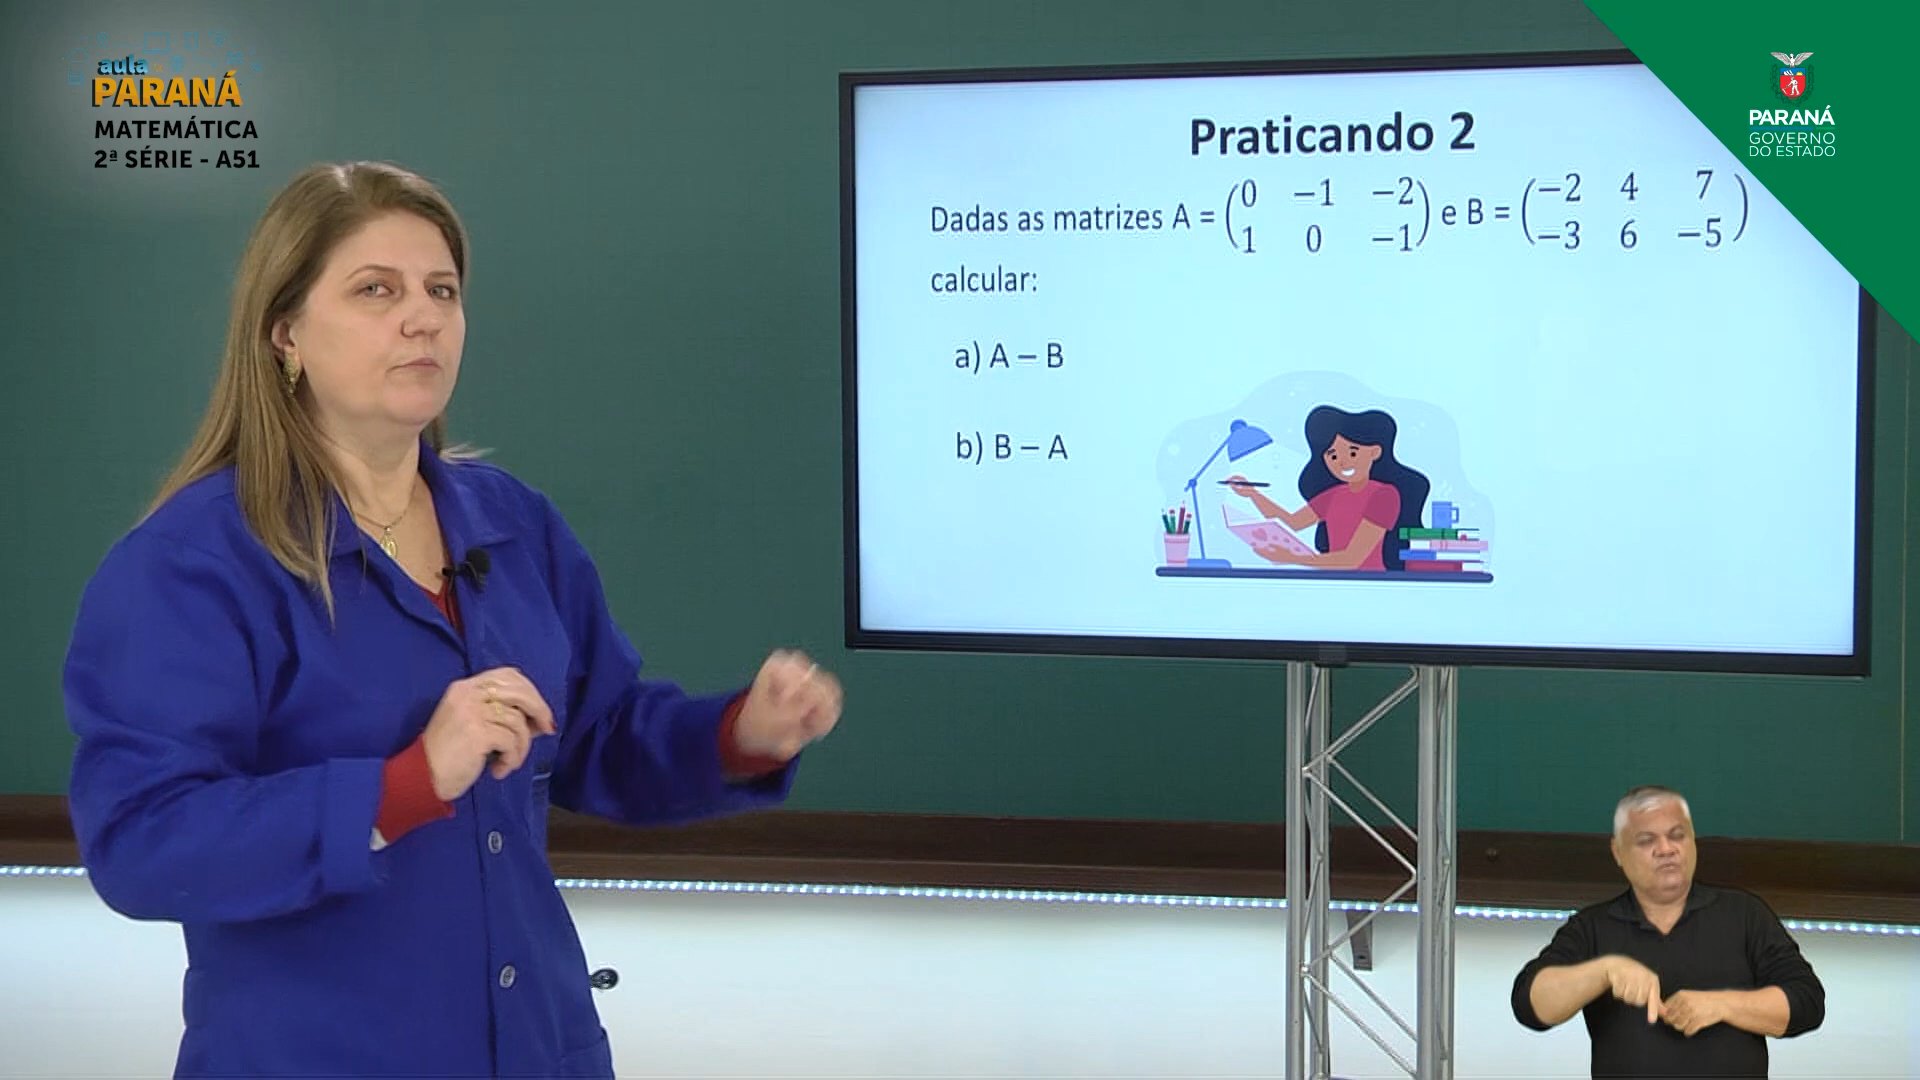 aula
PARANÁ
MATEMÁTICA
2ª SÉRIE - A51
PARANÁ
GOVERNO
DO ESTADO
Praticando 2
Dadas as matrizes A = (0 −1 −2; 1 0 −1) e B = (−2 4 7; −3 6 −5)
calcular:
a) A – B
b) B – A